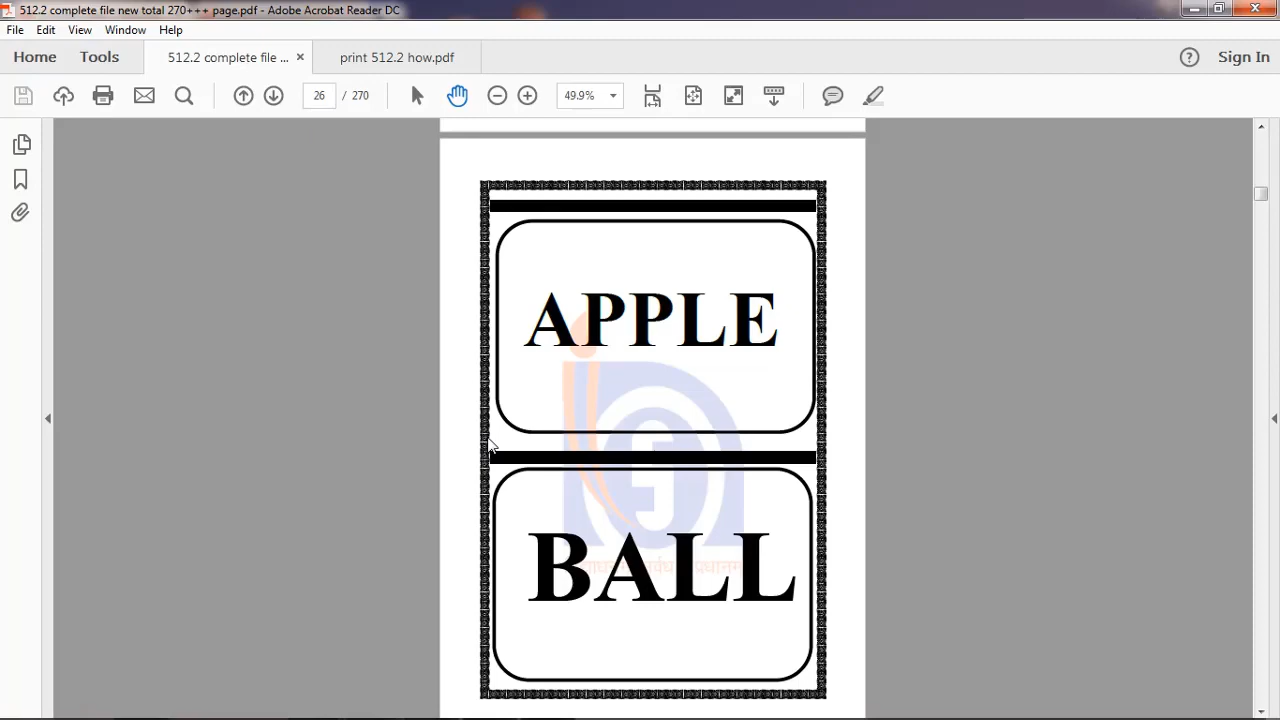 512.2 complete file new total 270+++ page.pdf - Adobe Acrobat Reader DC
File Edit View Window Help
Home Tools 512.2 complete file ... × print 512.2 how.pdf ? Sign In
26 / 270 49.9%
APPLE
BALL